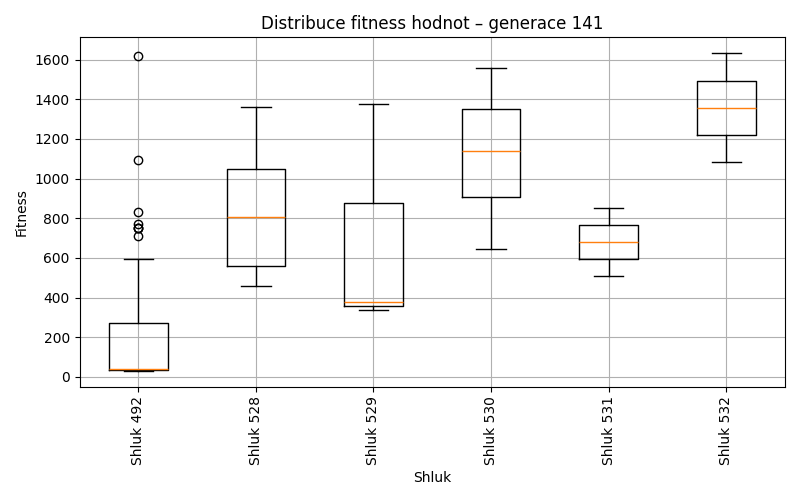 Distribuce fitness hodnot – generace 141
Fitness
1600
1400
1200
1000
800
600
400
200
0
Shluk 492
Shluk 528
Shluk 529
Shluk 530
Shluk 531
Shluk 532
Shluk